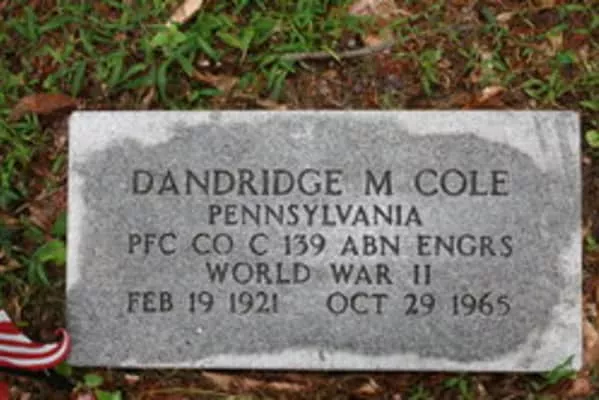 DANDRIDGE M COLE
PENNSYLVANIA
PFC CO C 139 ABN ENGRS
WORLD WAR II
FEB 19 1921 OCT 29 1965